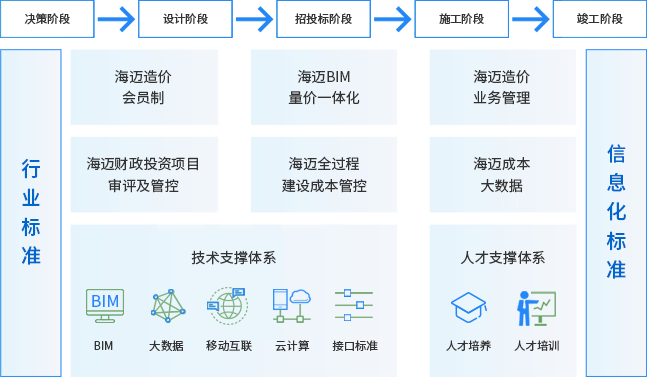 决策阶段
设计阶段
招投标阶段
施工阶段
竣工阶段
行业标准
海迈造价
会员制
海迈BIM
量价一体化
海迈造价
业务管理
海迈财政投资项目
审评及管控
海迈全过程
建设成本管控
海迈成本
大数据
技术支撑体系
BIM
BIM
大数据
移动互联
云计算
接口标准
人才支撑体系
人才培养
人才培训
信息化标准